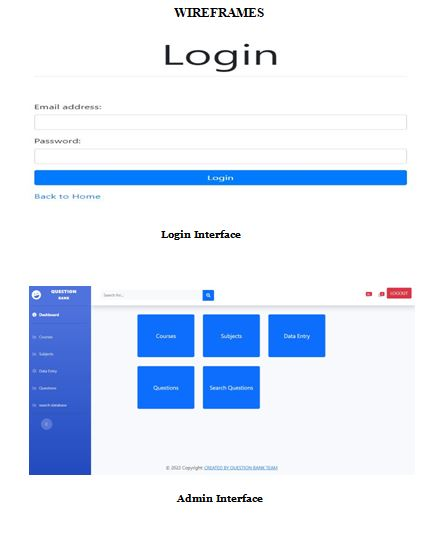 WIREFRAMES
Login
Email address:
Password:
Login
Back to Home
Login Interface
QUESTION
BANK
Search for...
LOGOUT
Dashboard
Courses
Subjects
Data Entry
Questions
search database
Courses
Subjects
Data Entry
Questions
Search Questions
© 2022 Copyright: CREATED BY QUESTION BANK TEAM
Admin Interface